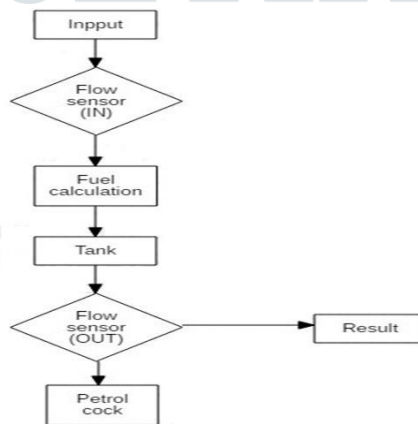 Inpput
Flow
sensor
(IN)
Fuel
calculation
Tank
Flow
sensor
(OUT)
Result
Petrol
cock